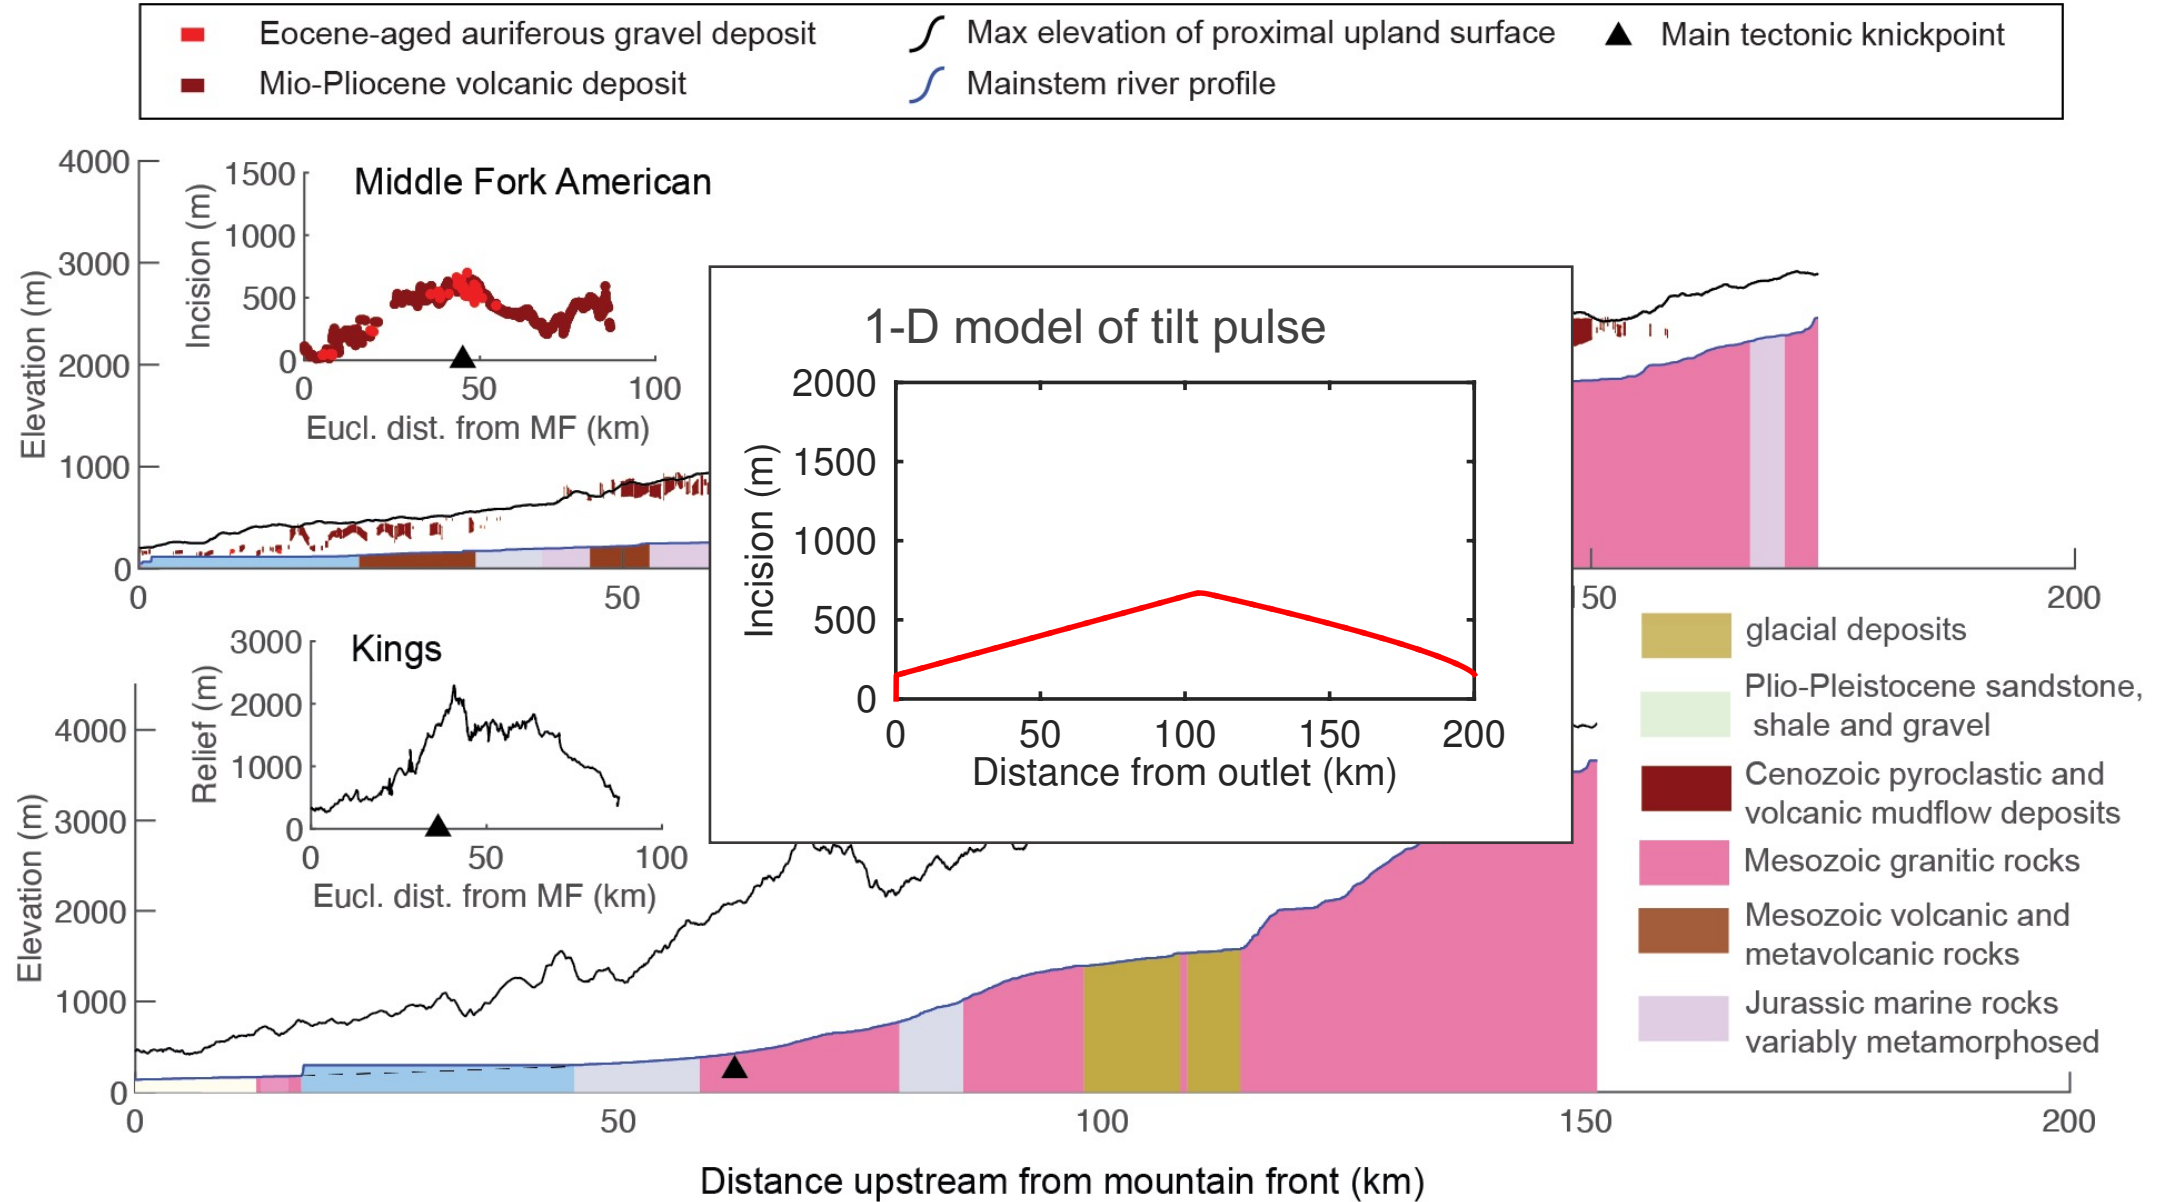 Eocene-aged auriferous gravel deposit
Max elevation of proximal upland surface
Main tectonic knickpoint
Mio-Pliocene volcanic deposit
Mainstem river profile
4000
3000
2000
1000
0
Elevation (m)
0
50
150
200
Middle Fork American
1500
1000
500
0
Incision (m)
0
50
100
Eucl. dist. from MF (km)
1-D model of tilt pulse
2000
1500
1000
500
0
Incision (m)
0
50
100
150
200
Distance from outlet (km)
Kings
3000
2000
1000
0
Relief (m)
0
50
100
Eucl. dist. from MF (km)
4000
3000
2000
1000
0
Elevation (m)
0
50
100
150
200
Distance upstream from mountain front (km)
glacial deposits
Plio-Pleistocene sandstone,
shale and gravel
Cenozoic pyroclastic and
volcanic mudflow deposits
Mesozoic granitic rocks
Mesozoic volcanic and
metavolcanic rocks
Jurassic marine rocks
variably metamorphosed